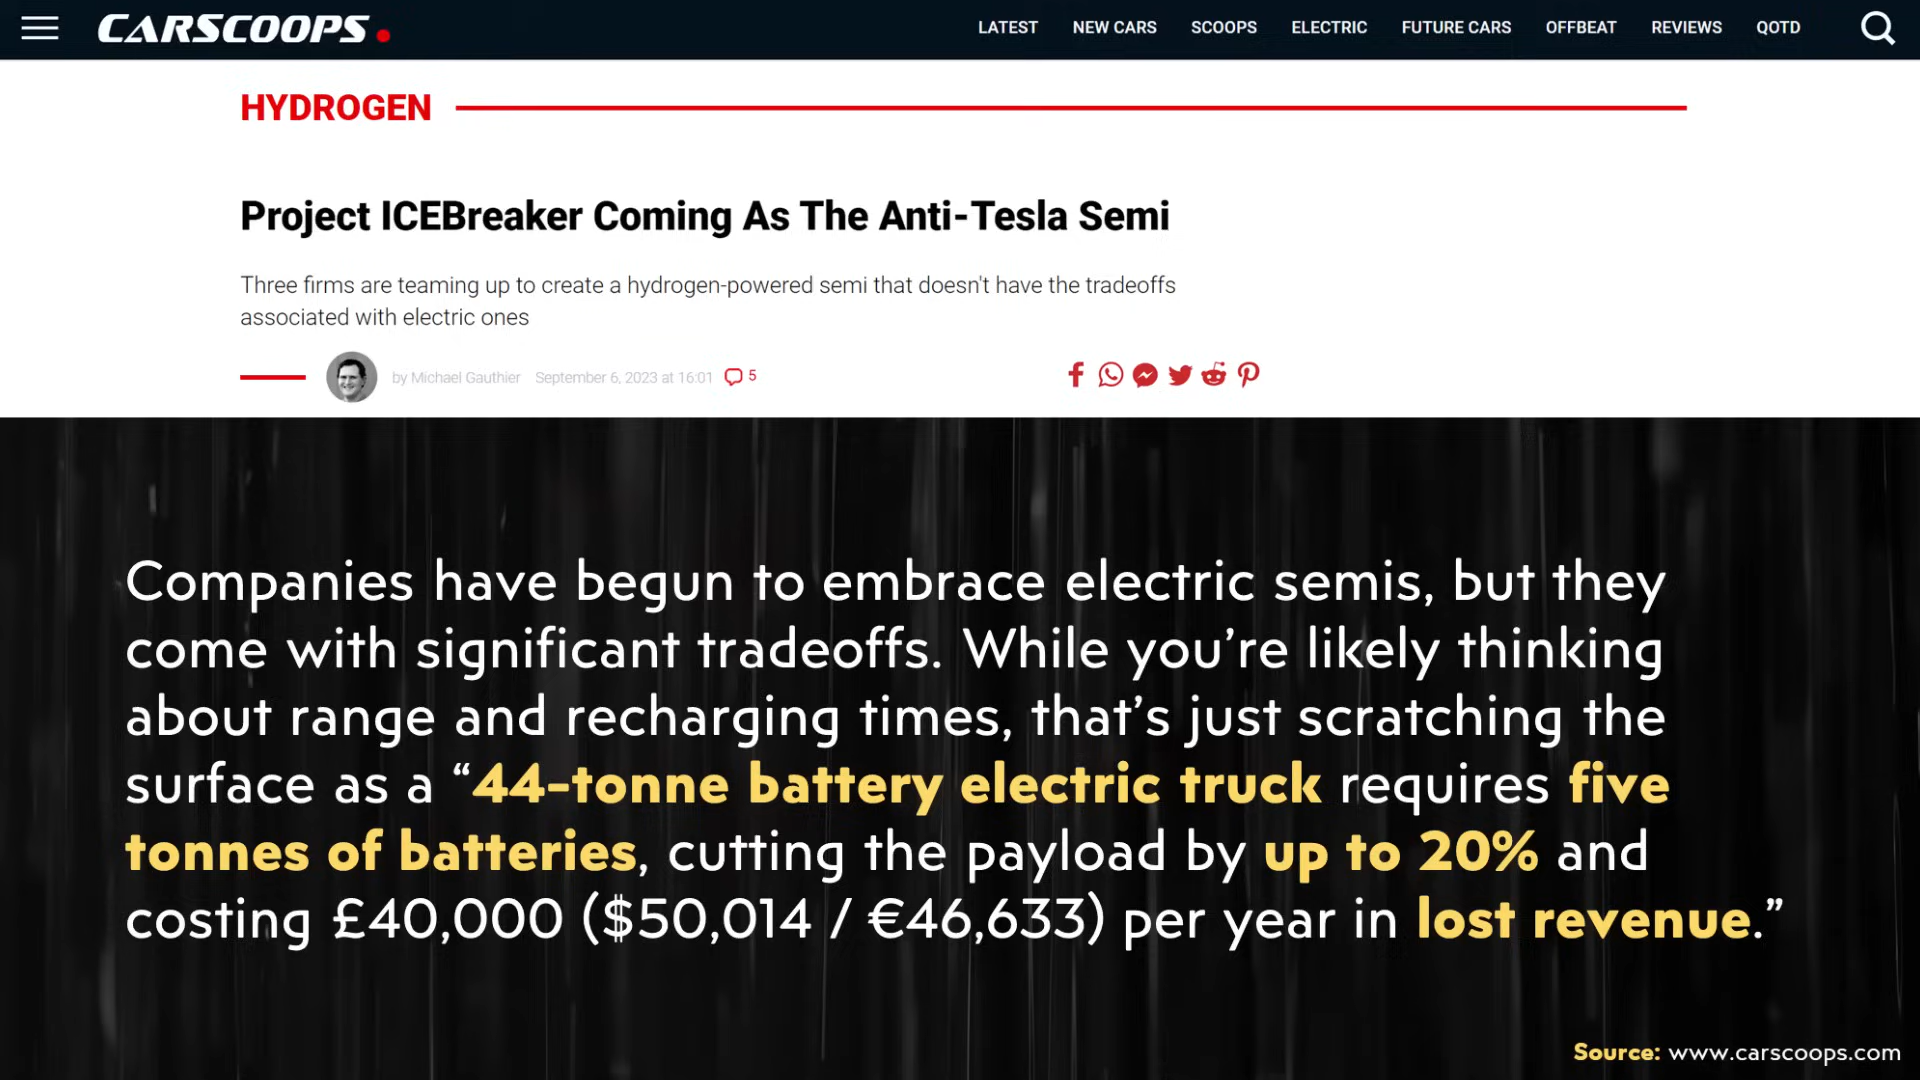 CARSCOOPS.
LATEST NEW CARS SCOOPS ELECTRIC FUTURE CARS OFFBEAT REVIEWS QOTD
HYDROGEN
Project ICEBreaker Coming As The Anti-Tesla Semi
Three firms are teaming up to create a hydrogen-powered semi that doesn't have the tradeoffs
associated with electric ones
by Michael Gauthier September 6, 2023 at 16:01 5
Companies have begun to embrace electric semis, but they
come with significant tradeoffs. While you’re likely thinking
about range and recharging times, that’s just scratching the
surface as a “44-tonne battery electric truck requires five
tonnes of batteries, cutting the payload by up to 20% and
costing £40,000 ($50,014 / €46,633) per year in lost revenue.”
Source: www.carscoops.com